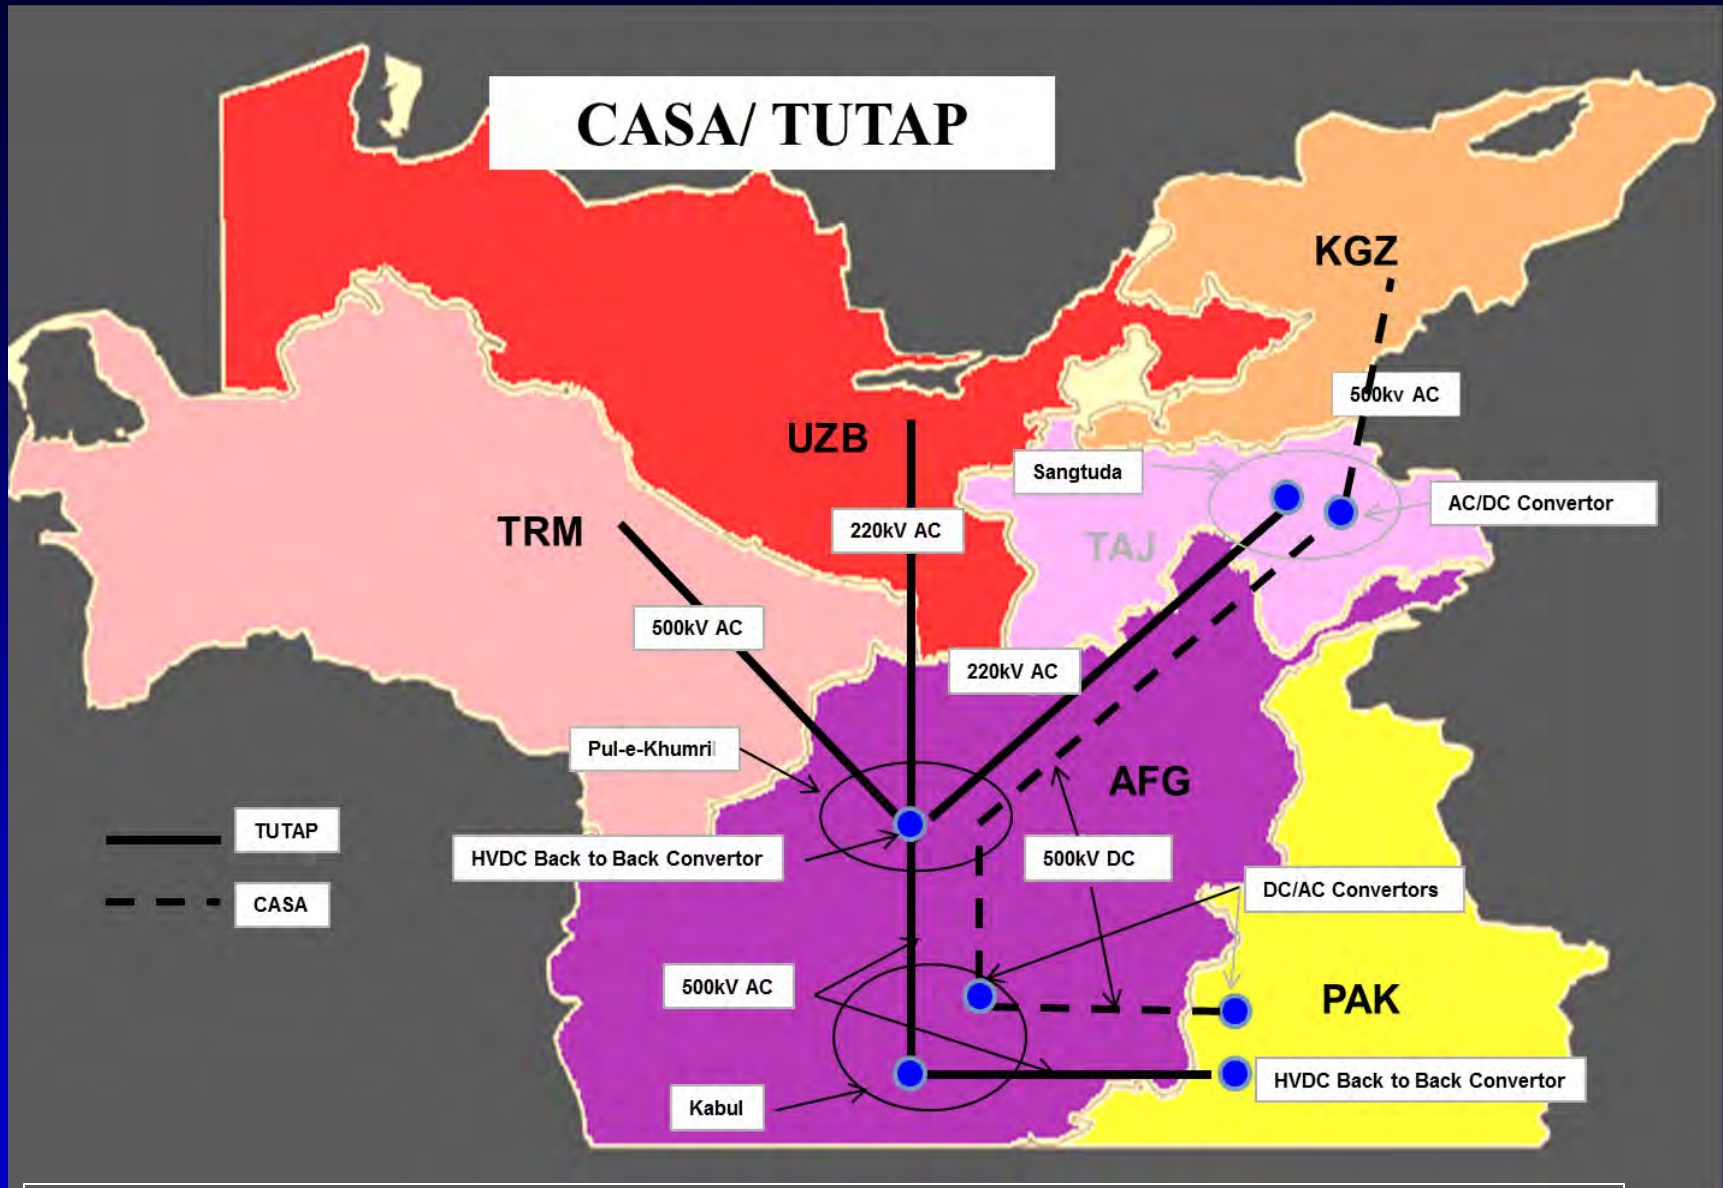 CASA/ TUTAP
KGZ
500kv AC
UZB
Sangtuda
AC/DC Convertor
TRM
220kV AC
TAJ
500kV AC
220kV AC
Pul-e-Khumri
AFG
TUTAP
HVDC Back to Back Convertor
500kV DC
CASA
DC/AC Convertors
500kV AC
PAK
HVDC Back to Back Convertor
Kabul